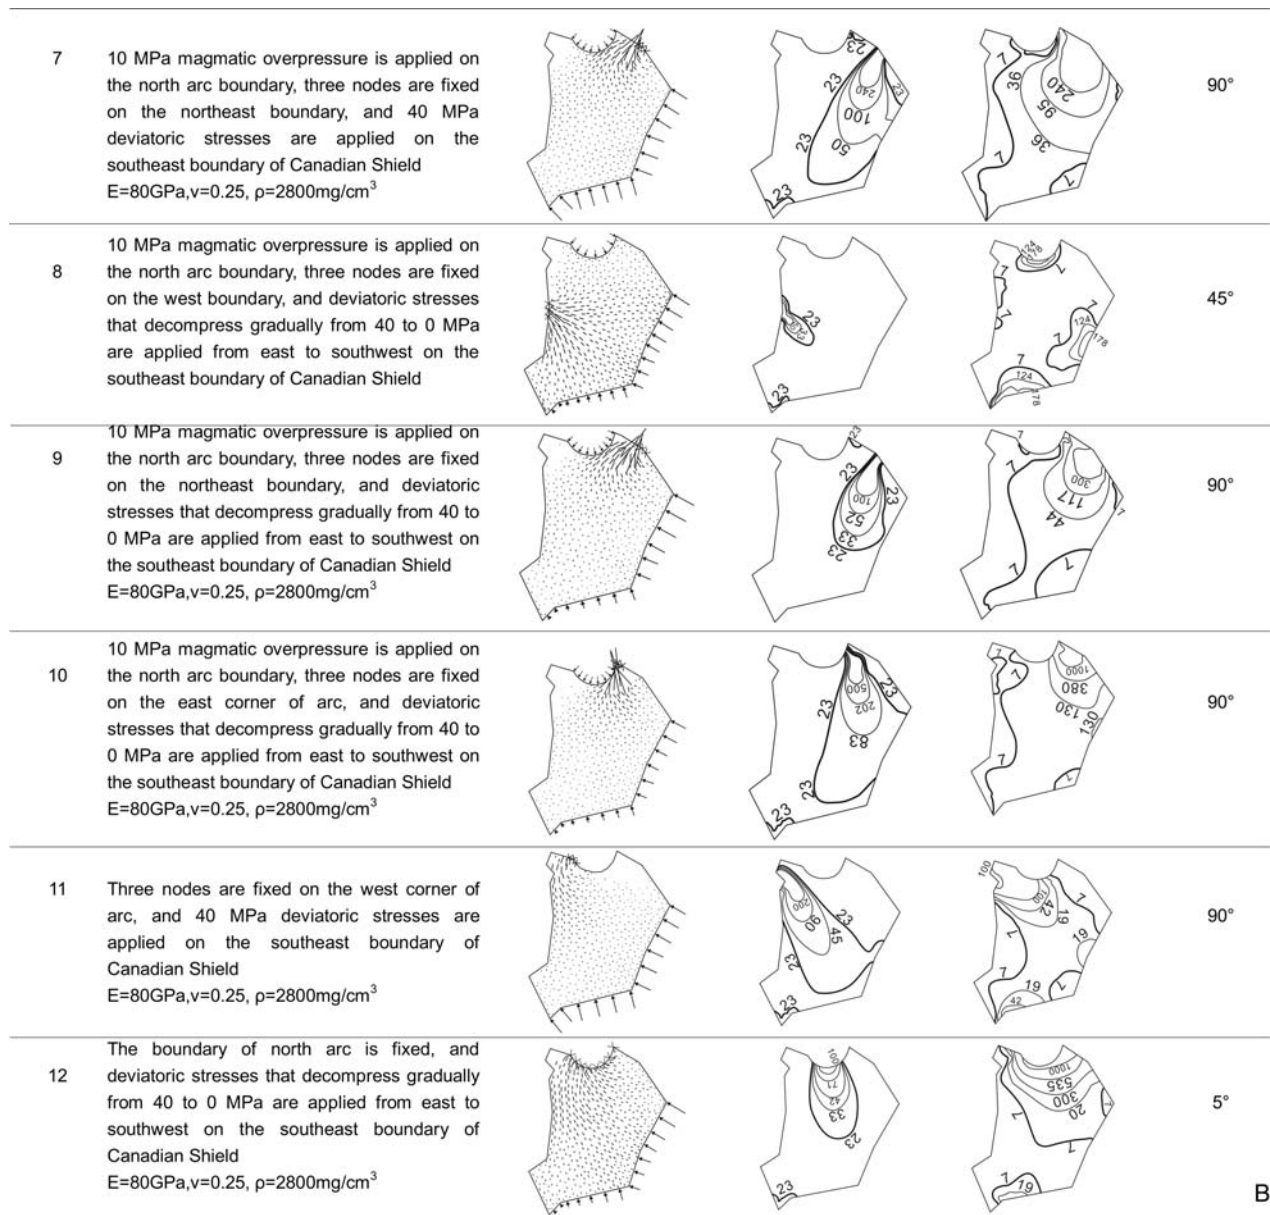 7
10 MPa magmatic overpressure is applied on
the north arc boundary, three nodes are fixed
on the northeast boundary, and 40 MPa
deviatoric stresses are applied on the
southeast boundary of Canadian Shield
E=80GPa,v=0.25, ρ=2800mg/cm³
23
23
23
240
100
50
23
23
7
36
240
95
36
7
7
90°
8
10 MPa magmatic overpressure is applied on
the north arc boundary, three nodes are fixed
on the west boundary, and deviatoric stresses
that decompress gradually from 40 to 0 MPa
are applied from east to southwest on the
southeast boundary of Canadian Shield
23
23
124
178
7
7
7
7
7
124
178
7
124
178
45°
9
10 MPa magmatic overpressure is applied on
the north arc boundary, three nodes are fixed
on the northeast boundary, and deviatoric
stresses that decompress gradually from 40 to
0 MPa are applied from east to southwest on
the southeast boundary of Canadian Shield
E=80GPa,v=0.25, ρ=2800mg/cm³
23
23
23
100
52
33
23
7
7
300
117
44
7
7
7
90°
10
10 MPa magmatic overpressure is applied on
the north arc boundary, three nodes are fixed
on the east corner of arc, and deviatoric
stresses that decompress gradually from 40 to
0 MPa are applied from east to southwest on
the southeast boundary of Canadian Shield
E=80GPa,v=0.25, ρ=2800mg/cm³
500
23
202
23
83
23
23
7
7
1000
380
130
130
7
7
90°
11
Three nodes are fixed on the west corner of
arc, and 40 MPa deviatoric stresses are
applied on the southeast boundary of
Canadian Shield
E=80GPa,v=0.25, ρ=2800mg/cm³
200
90
23
45
23
23
100
100
42
19
7
7
19
7
19
42
7
90°
12
The boundary of north arc is fixed, and
deviatoric stresses that decompress gradually
from 40 to 0 MPa are applied from east to
southwest on the southeast boundary of
Canadian Shield
E=80GPa,v=0.25, ρ=2800mg/cm³
100
71
42
33
23
23
1000
535
300
20
7
7
7
7
19
5°
B